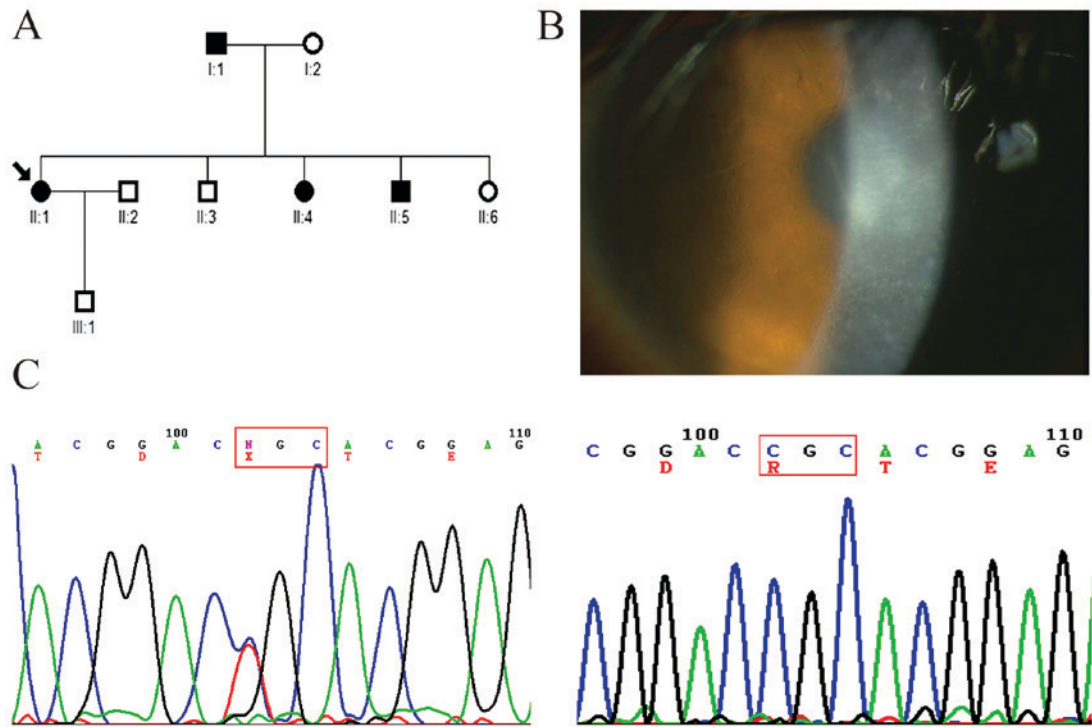 A
I:1
I:2
II:1
II:2
II:3
II:4
II:5
II:6
III:1
B
C
100
110
A C G G A C N G C A T C G G A G
T D X T E
100
110
C G G A C C G C A T C G G A G
D R T E